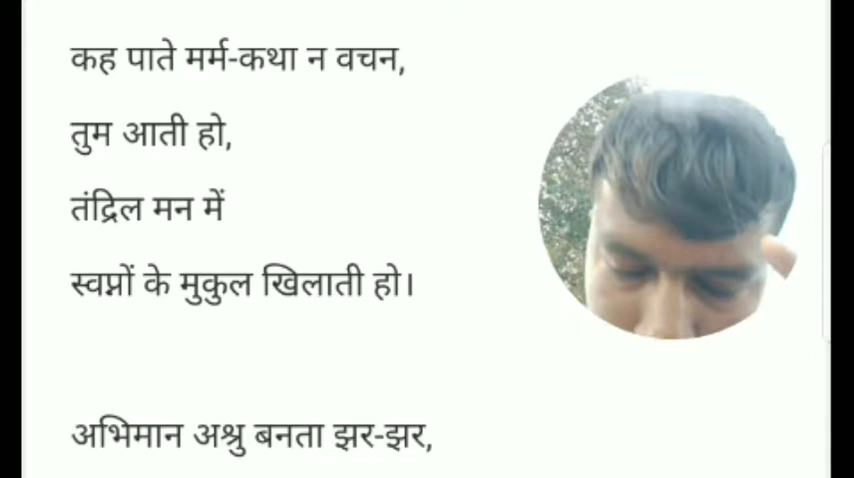 कह पाते मर्म-कथा न वचन,
तुम आती हो,
तंद्रिल मन में
स्वप्नों के मुकुल खिलाती हो।
अभिमान अश्रु बनता झर-झर,